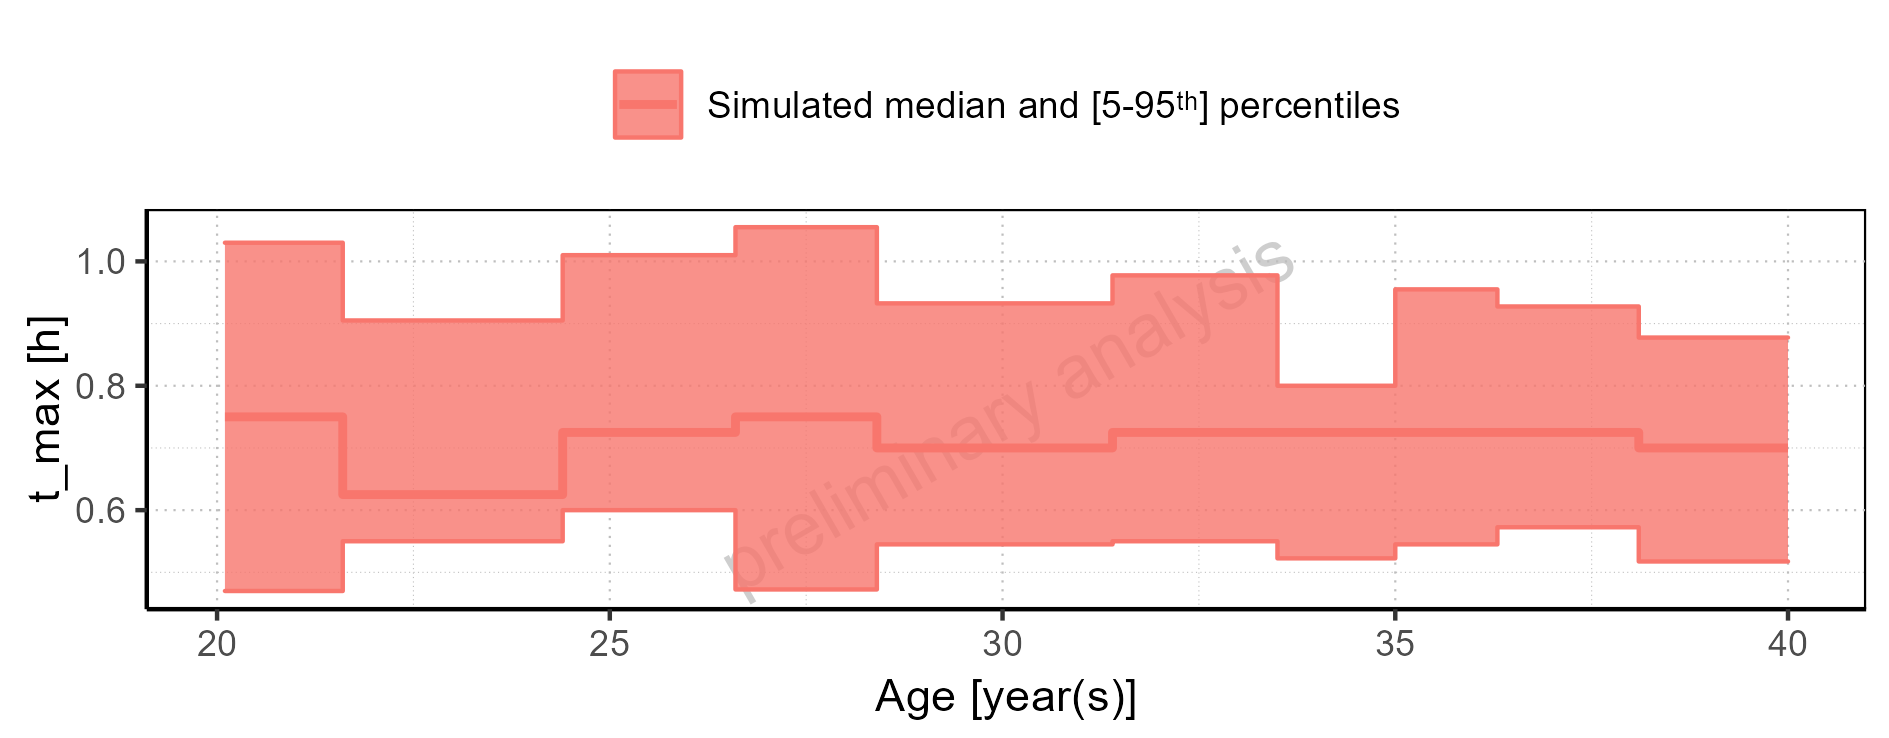 Simulated median and [5-95ᵗʰ] percentiles
t_max [h]
1.0
0.8
0.6
preliminary analysis
20 25 30 35 40
Age [year(s)]